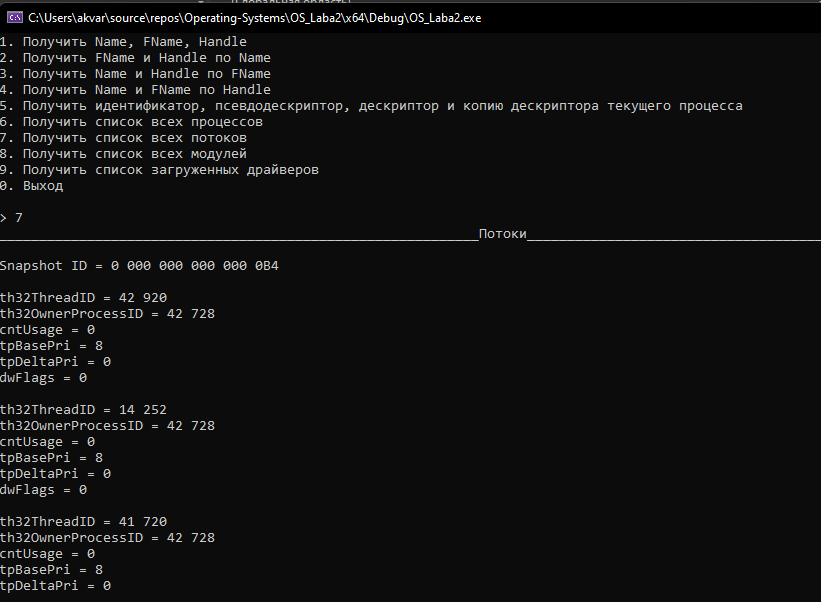 C:\Users\akvar\source\repos\Operating-Systems\OS_Laba2\x64\Debug\OS_Laba2.exe
1. Получить Name, FName, Handle
2. Получить FName и Handle по Name
3. Получить Name и Handle по FName
4. Получить Name и FName по Handle
5. Получить идентификатор, псевдодескриптор, дескриптор и копию дескриптора текущего процесса
6. Получить список всех процессов
7. Получить список всех потоков
8. Получить список всех модулей
9. Получить список загруженных драйверов
0. Выход
> 7
____________________________________________________________Потоки_____________________________________
Snapshot ID = 0 000 000 000 000 0B4
th32ThreadID = 42 920
th32OwnerProcessID = 42 728
cntUsage = 0
tpBasePri = 8
tpDeltaPri = 0
dwFlags = 0
th32ThreadID = 14 252
th32OwnerProcessID = 42 728
cntUsage = 0
tpBasePri = 8
tpDeltaPri = 0
dwFlags = 0
th32ThreadID = 41 720
th32OwnerProcessID = 42 728
cntUsage = 0
tpBasePri = 8
tpDeltaPri = 0